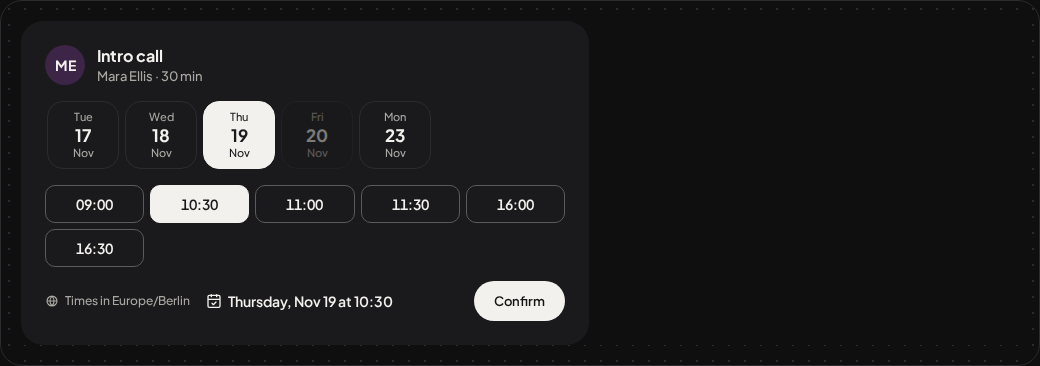 ME
Intro call
Mara Ellis · 30 min
Tue Wed Thu Fri Mon
17 18 19 20 23
Nov Nov Nov Nov Nov
09:00 10:30 11:00 11:30 16:00
16:30
Times in Europe/Berlin Thursday, Nov 19 at 10:30 Confirm